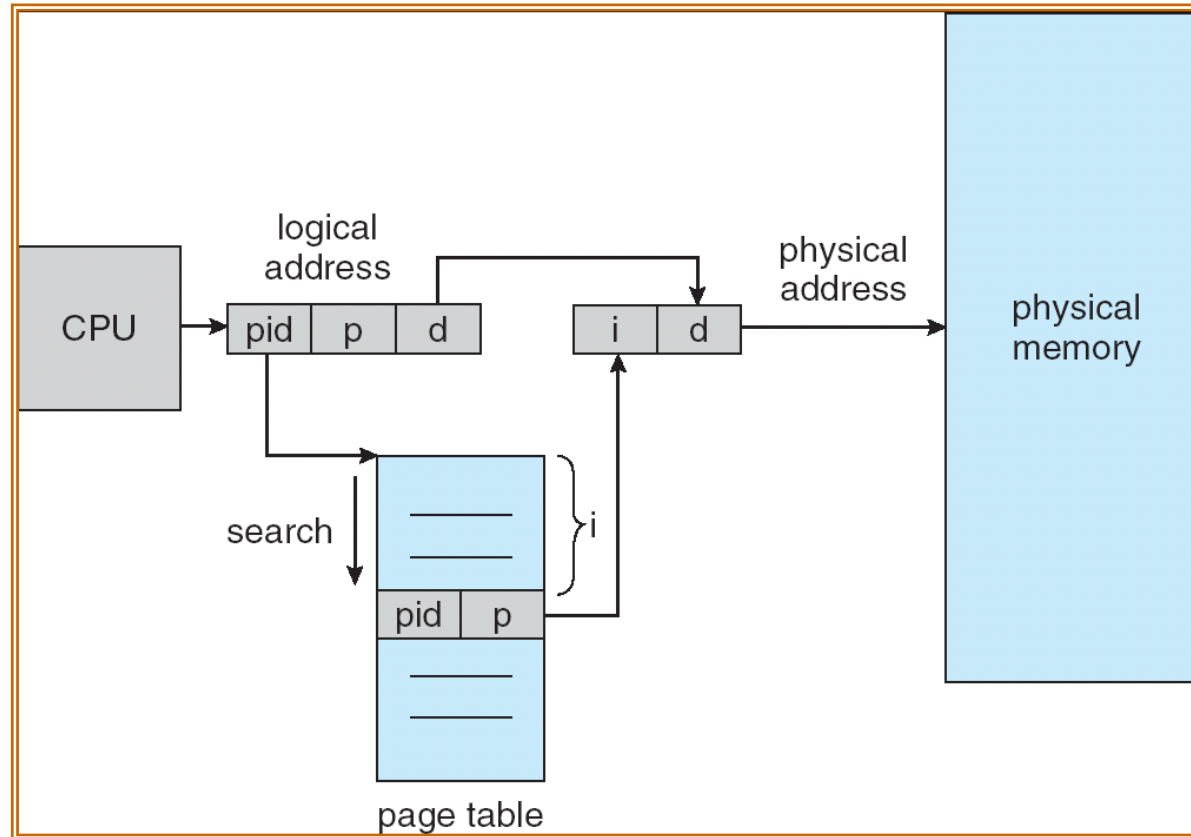 logical
address
CPU
pid p d
i d
physical
address
physical
memory
search
i
pid p
page table